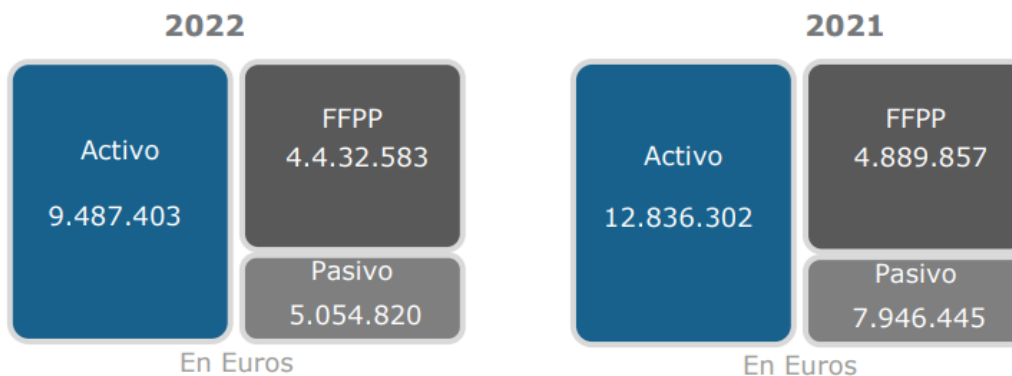 2022
Activo
9.487.403
FFPP
4.4.32.583
Pasivo
5.054.820
En Euros
2021
Activo
12.836.302
FFPP
4.889.857
Pasivo
7.946.445
En Euros